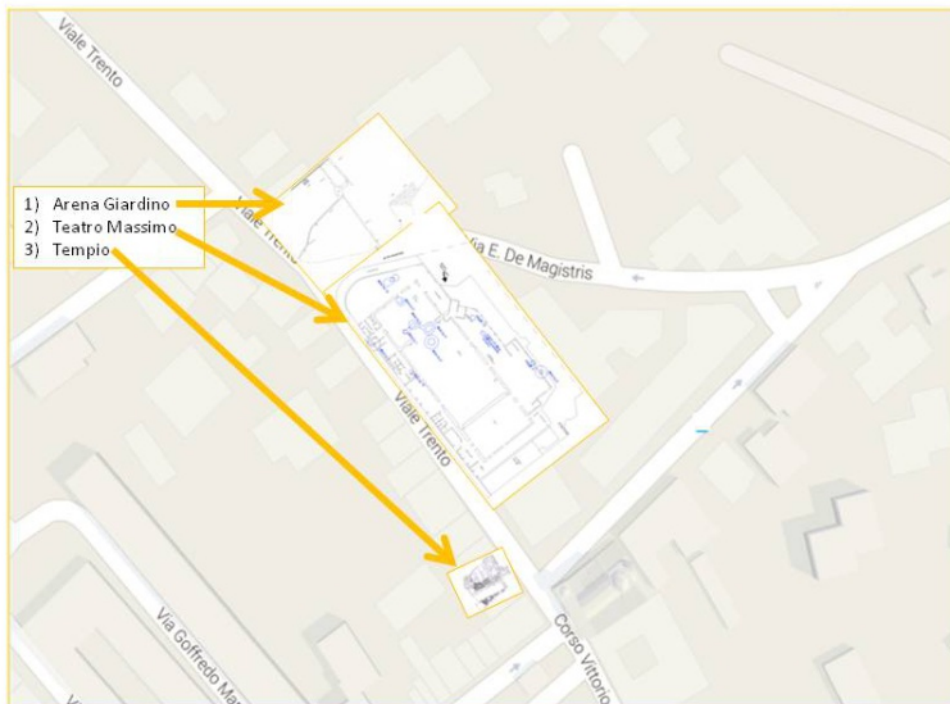 Viale Trento
1) Arena Giardino
2) Teatro Massimo
3) Tempio
Viale Trento
Via E. De Magistris
Viale Trento
Corso Vittorio
Via Goffredo Ma